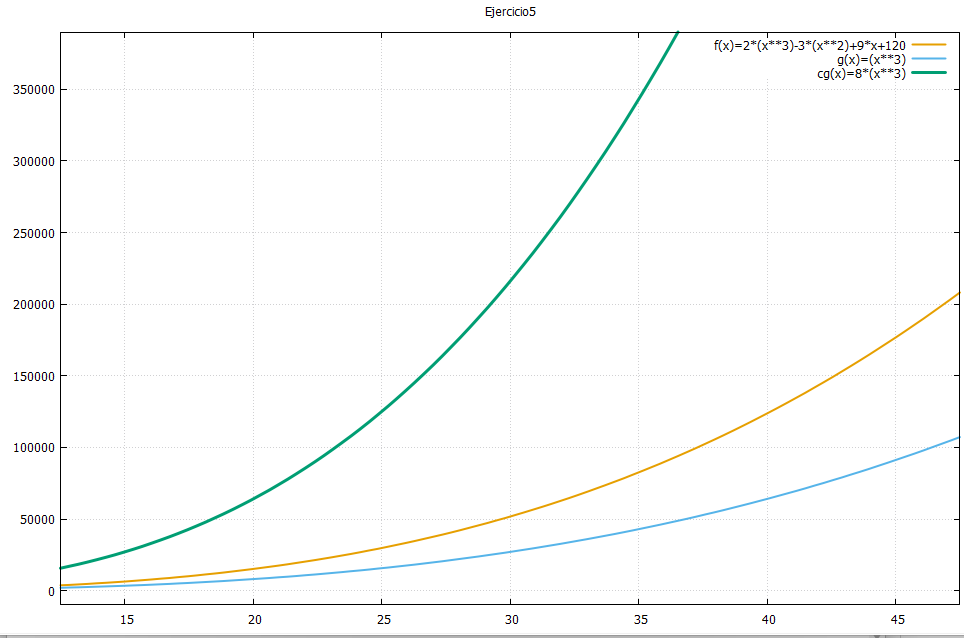 Ejercicio5
f(x)=2*(x**3)-3*(x**2)+9*x+120
g(x)=(x**3)
cg(x)=8*(x**3)
350000
300000
250000
200000
150000
100000
50000
0
15 20 25 30 35 40 45